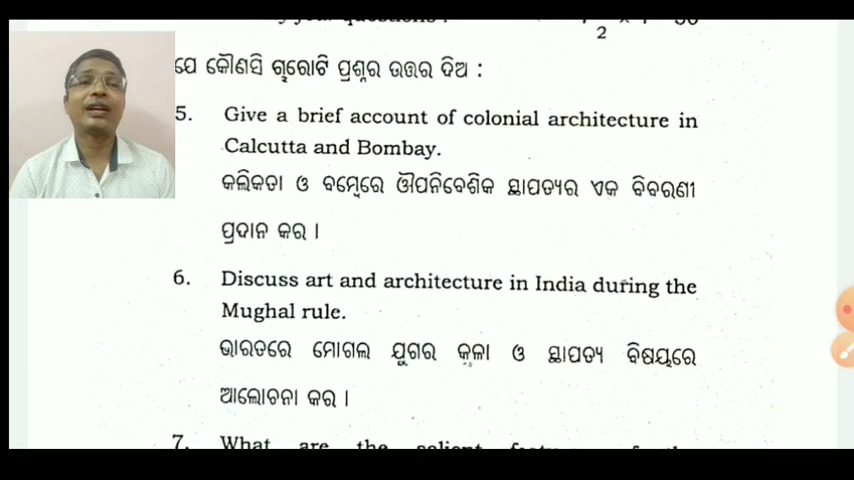 ଯେ କୌଣସି ଗୁରୋଟି ପ୍ରଶ୍ନର ଉତ୍ତର ଦିଅ :
5. Give a brief account of colonial architecture in
Calcutta and Bombay.
କଲିକତା ଓ ବମ୍ବେରେ ଔପନିବେଶିକ ସ୍ଥାପତ୍ୟର ଏକ ବିବରଣୀ
ପ୍ରଦାନ କର ।
6. Discuss art and architecture in India during the
Mughal rule.
ଭାରତରେ ମୋଗଲ ଯୁଗର କଳା ଓ ସ୍ଥାପତ୍ୟ ବିଷୟରେ
ଆଲୋଚନା କର ।
7. What are the salient